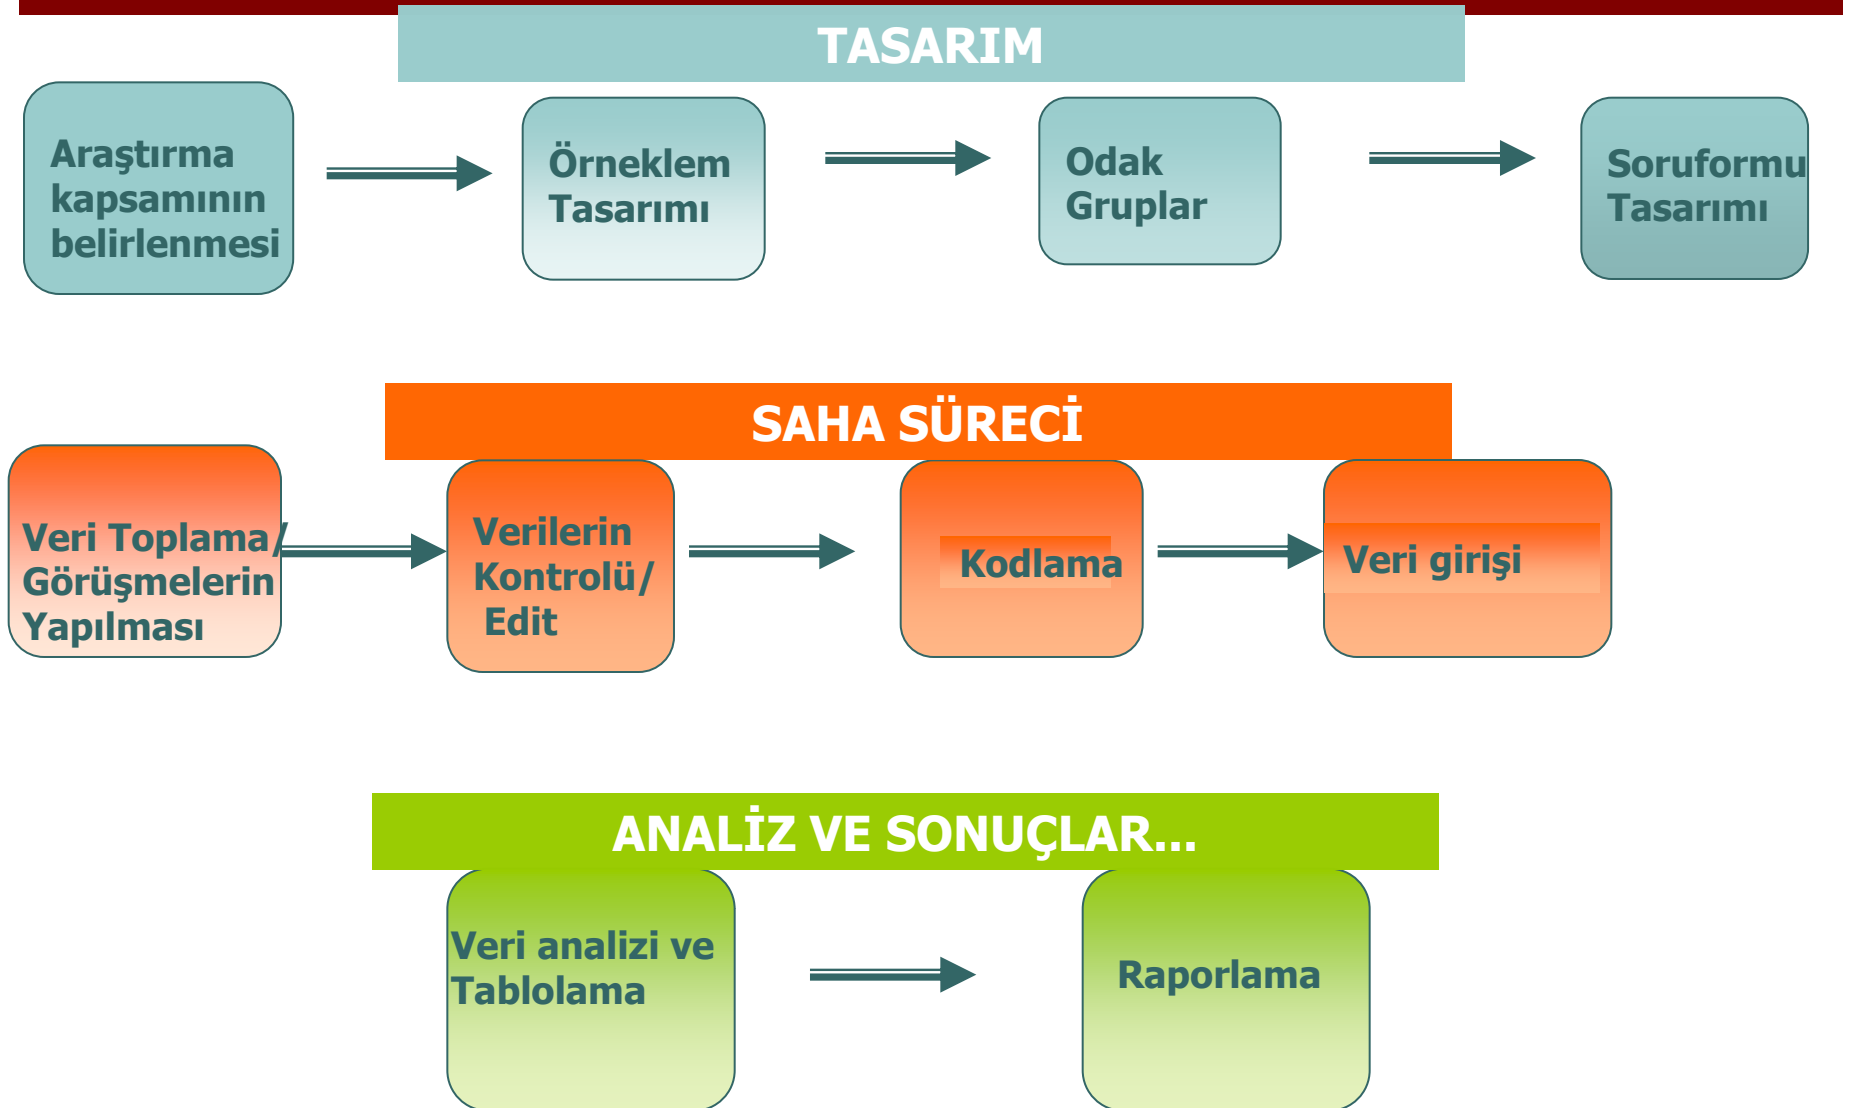 TASARIM
Araştırma
kapsamının
belirlenmesi
Örneklem
Tasarımı
Odak
Gruplar
Soruformu
Tasarımı
SAHA SÜRECİ
Veri Toplama/
Görüşmelerin
Yapılması
Verilerin
Kontrolü/
Edit
Kodlama
Veri girişi
ANALİZ VE SONUÇLAR...
Veri analizi ve
Tablolama
Raporlama